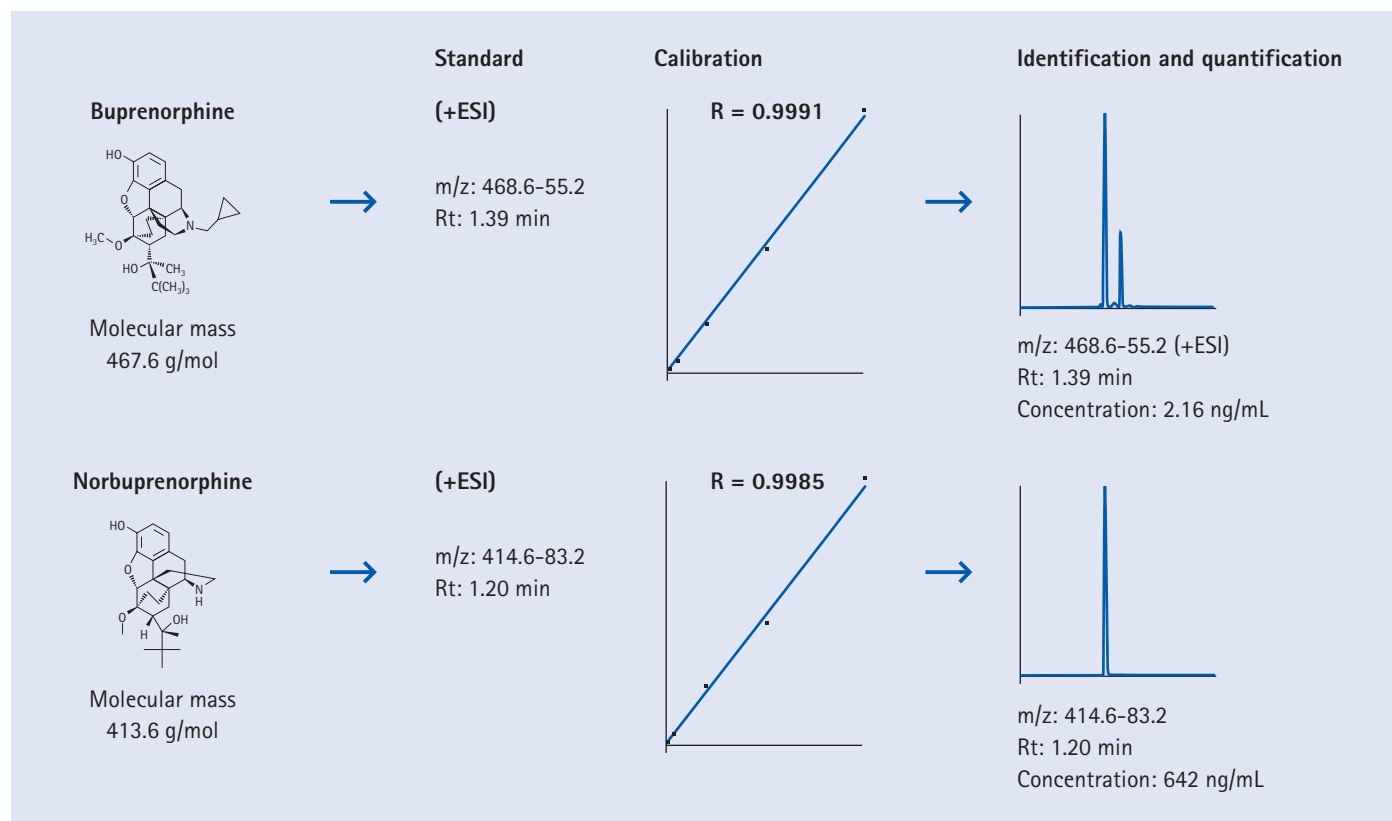 Standard
Calibration
Identification and quantification
Buprenorphine
(+ESI)
R = 0.9991
HO
O
N
H₃C
O
HO
CH₃
C(CH₃)₃
m/z: 468.6-55.2
Rt: 1.39 min
Molecular mass
467.6 g/mol
m/z: 468.6-55.2 (+ESI)
Rt: 1.39 min
Concentration: 2.16 ng/mL
Norbuprenorphine
(+ESI)
R = 0.9985
HO
O
N
H
O
H
OH
m/z: 414.6-83.2
Rt: 1.20 min
Molecular mass
413.6 g/mol
m/z: 414.6-83.2
Rt: 1.20 min
Concentration: 642 ng/mL